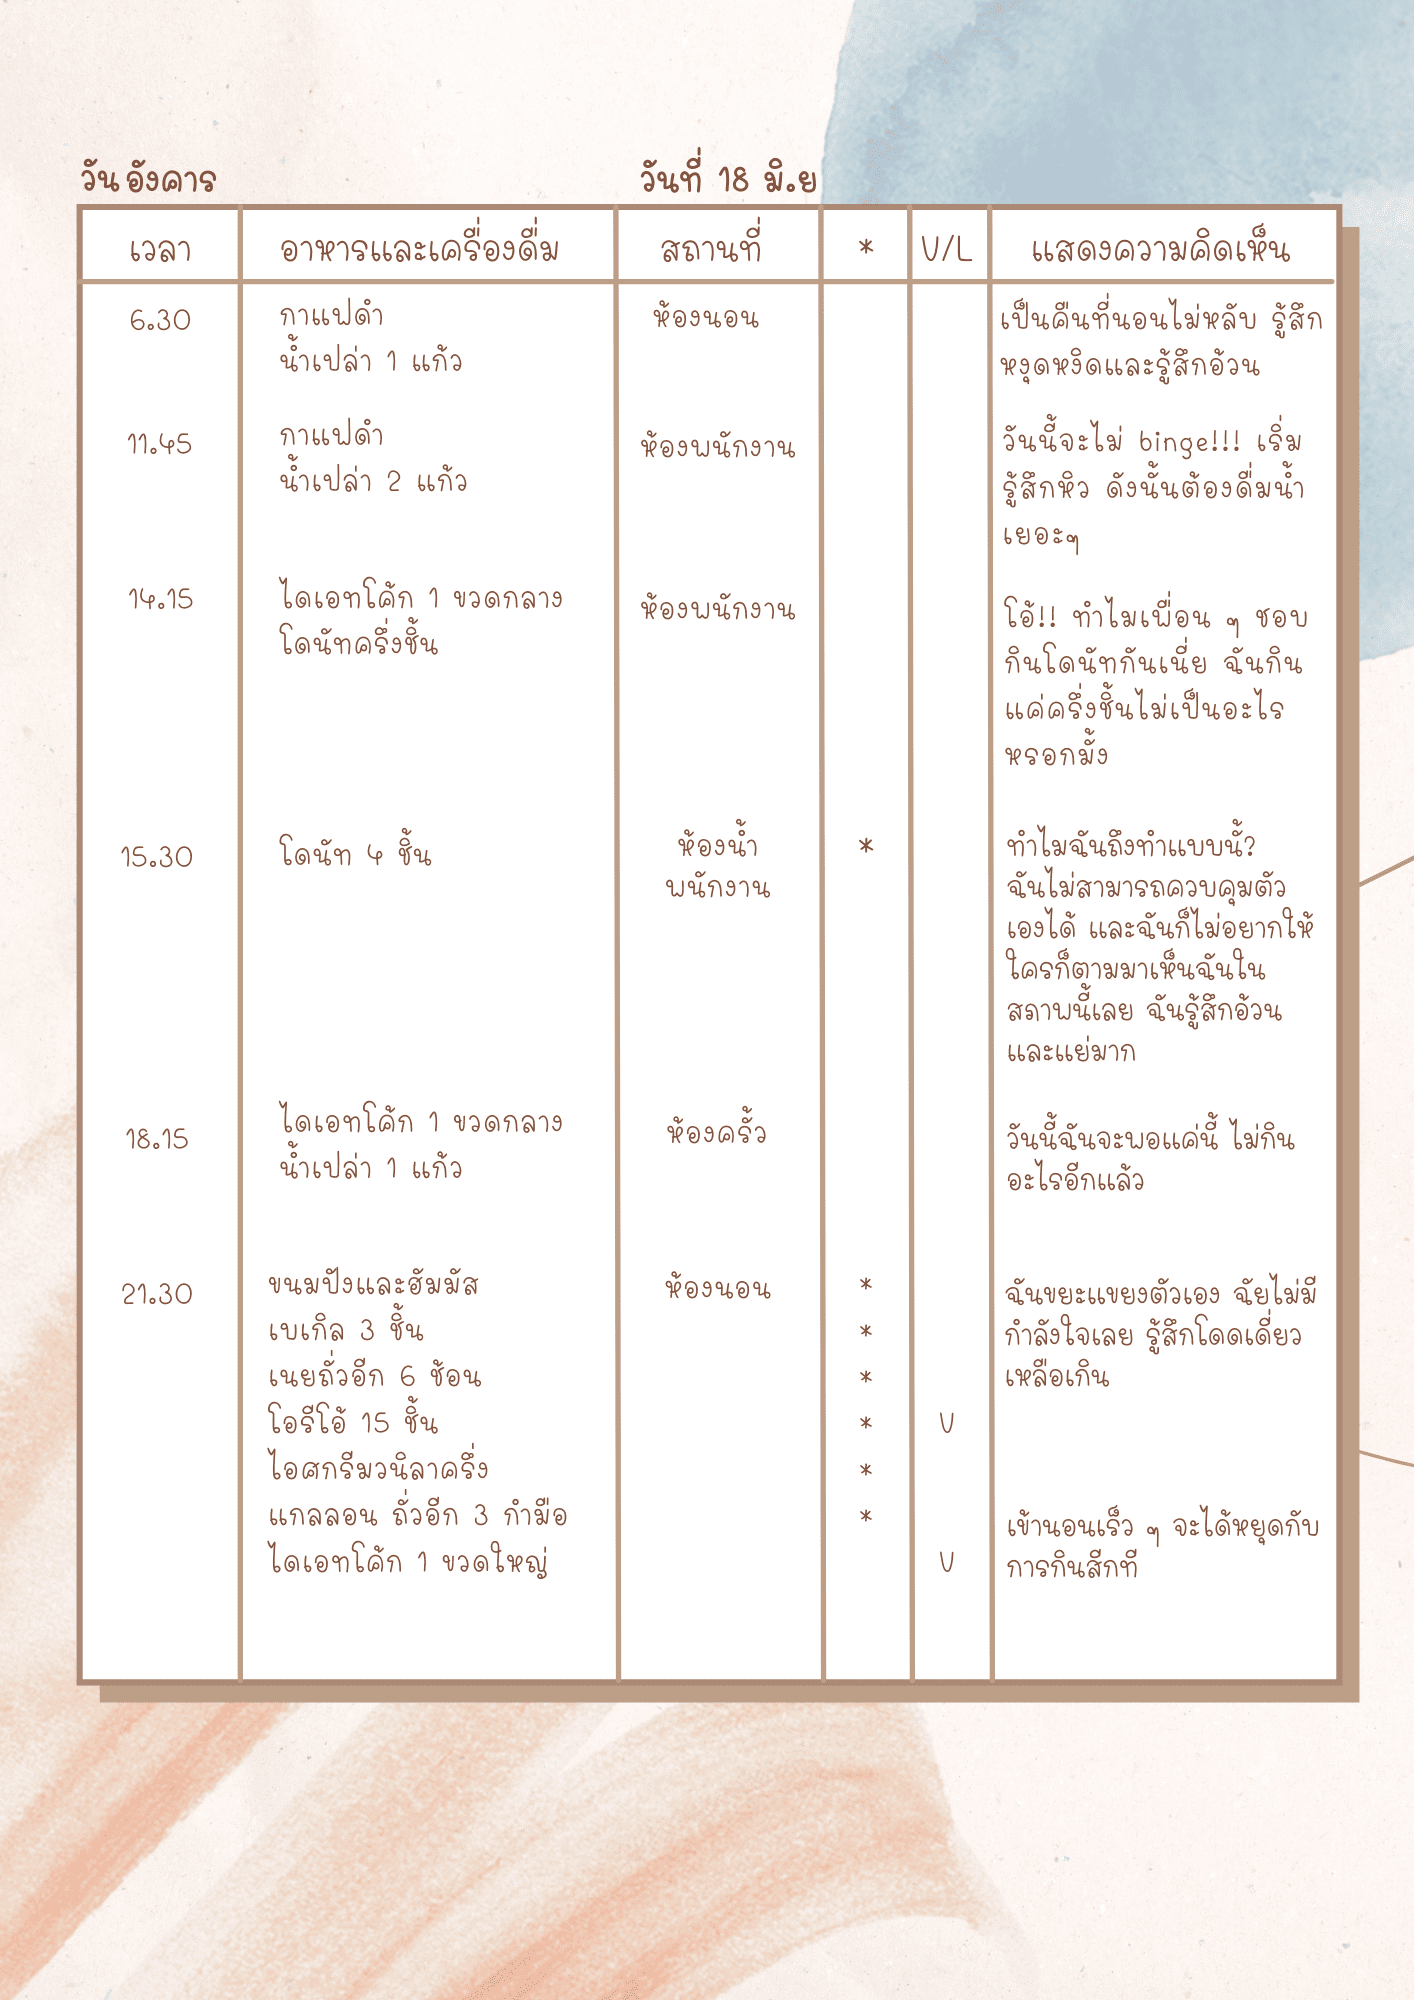 วันอังคาร วันที่ 18 มิ.ย
เวลา อาหารและเครื่องดื่ม สถานที่ * V/L แสดงความคิดเห็น
6.30 กาแฟดำ ห้องนอน เป็นคืนที่นอนไม่หลับ รู้สึก
น้ำเปล่า 1 แก้ว หงุดหงิดและรู้สึกอ้วน
11.45 กาแฟดำ ห้องพนักงาน วันนี้จะไม่ binge!!! เริ่ม
น้ำเปล่า 2 แก้ว รู้สึกหิว ดังนั้นต้องดื่มน้ำ
เยอะๆ
14.15 ไดเอทโค้ก 1 ขวดกลาง ห้องพนักงาน โอ้!! ทำไมเพื่อน ๆ ชอบ
โดนัทครึ่งชิ้น กินโดนัทกันเนี่ย ฉันกิน
แค่ครึ่งชิ้นไม่เป็นอะไร
หรอกมั้ง
15.30 โดนัท 4 ชิ้น ห้องน้ำ * ทำไมฉันถึงทำแบบนั้?
พนักงาน ฉันไม่สามารถควบคุมตัว
เองได้ และฉันก็ไม่อยากให้
ใครก็ตามมาเห็นฉันใน
สถาพนี้เลย ฉันรู้สึกอ้วน
และแย่มาก
18.15 ไดเอทโค้ก 1 ขวดกลาง ห้องครั้ว วันนี้ฉันจะพอแค่นี้ ไม่กิน
น้ำเปล่า 1 แก้ว อะไรอีกแล้ว
21.30 ขนมปังและฮัมมัส ห้องนอน * ฉันขยะแขยงตัวเอง ฉัยไม่มี
เบเกิล 3 ชิ้น * กำลังใจเลย รู้สึกโดดเดี่ยว
เนยถั่วอีก 6 ช้อน * เหลือเกิน
โอรีโอ้ 15 ชิ้น * V
ไอศกรีมวนิลาครึ่ง *
แกลลอน ถั่วอีก 3 กำมือ * เข้านอนเร็ว ๆ จะได้หยุดกับ
ไดเอทโค้ก 1 ขวดใหญ่ V การกินสีกที